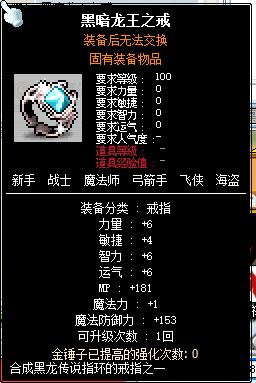 黑暗龙王之戒
装备后无法交换
固有装备物品
要求等级 : 100
要求力量 : 0
要求敏捷 : 0
要求智力 : 0
要求运气 : 0
要求人气度 : -
道具等级 : -
道具经验值 : -
新手 战士 魔法师 弓箭手 飞侠 海盗
装备分类 : 戒指
力量 : +6
敏捷 : +4
智力 : +6
运气 : +6
MP : +181
魔法力 : +1
魔法防御力 : +153
可升级次数 : 1回
金锤子已提高的强化次数: 0
合成黑龙传说指环的戒指之一